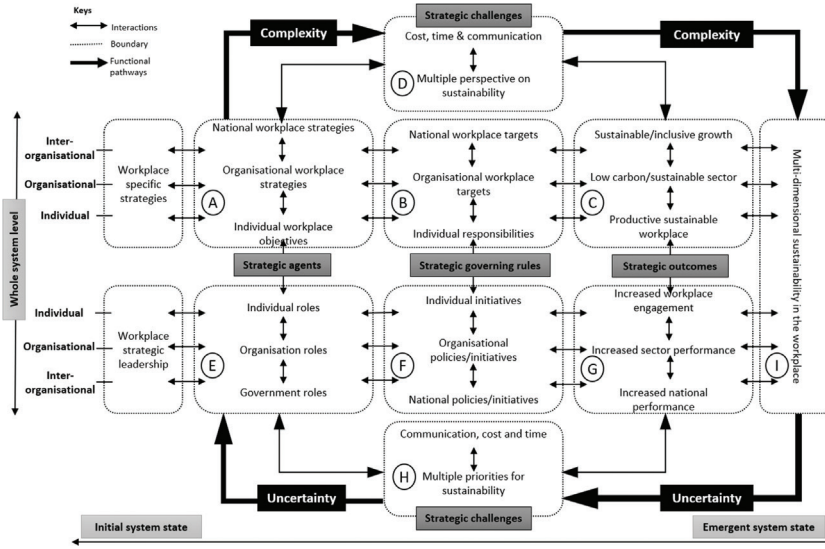 Keys
Interactions
Boundary
Functional
pathways
Strategic challenges
Complexity
Cost, time & communication
Complexity
D
Multiple perspective on
sustainability
Whole system level
Inter-
organisational
Organisational
Individual
Workplace
specific
strategies
National workplace strategies
Organisational workplace
strategies
A
Individual workplace
objectives
National workplace targets
Organisational workplace
targets
B
Individual responsibilities
Sustainable/inclusive growth
Low carbon/sustainable sector
C
Productive sustainable
workplace
Multi-dimensional sustainability in the workplace
I
Strategic agents
Strategic governing rules
Strategic outcomes
Individual
Organisational
Inter-
organisational
Workplace
strategic
leadership
Individual roles
Organisation roles
E
Government roles
Individual initiatives
Organisational
policies/initiatives
F
National policies/initiatives
Increased workplace
engagement
Increased sector performance
G
Increased national
performance
Communication, cost and time
H
Multiple priorities for
sustainability
Uncertainty
Uncertainty
Strategic challenges
Initial system state
Emergent system state